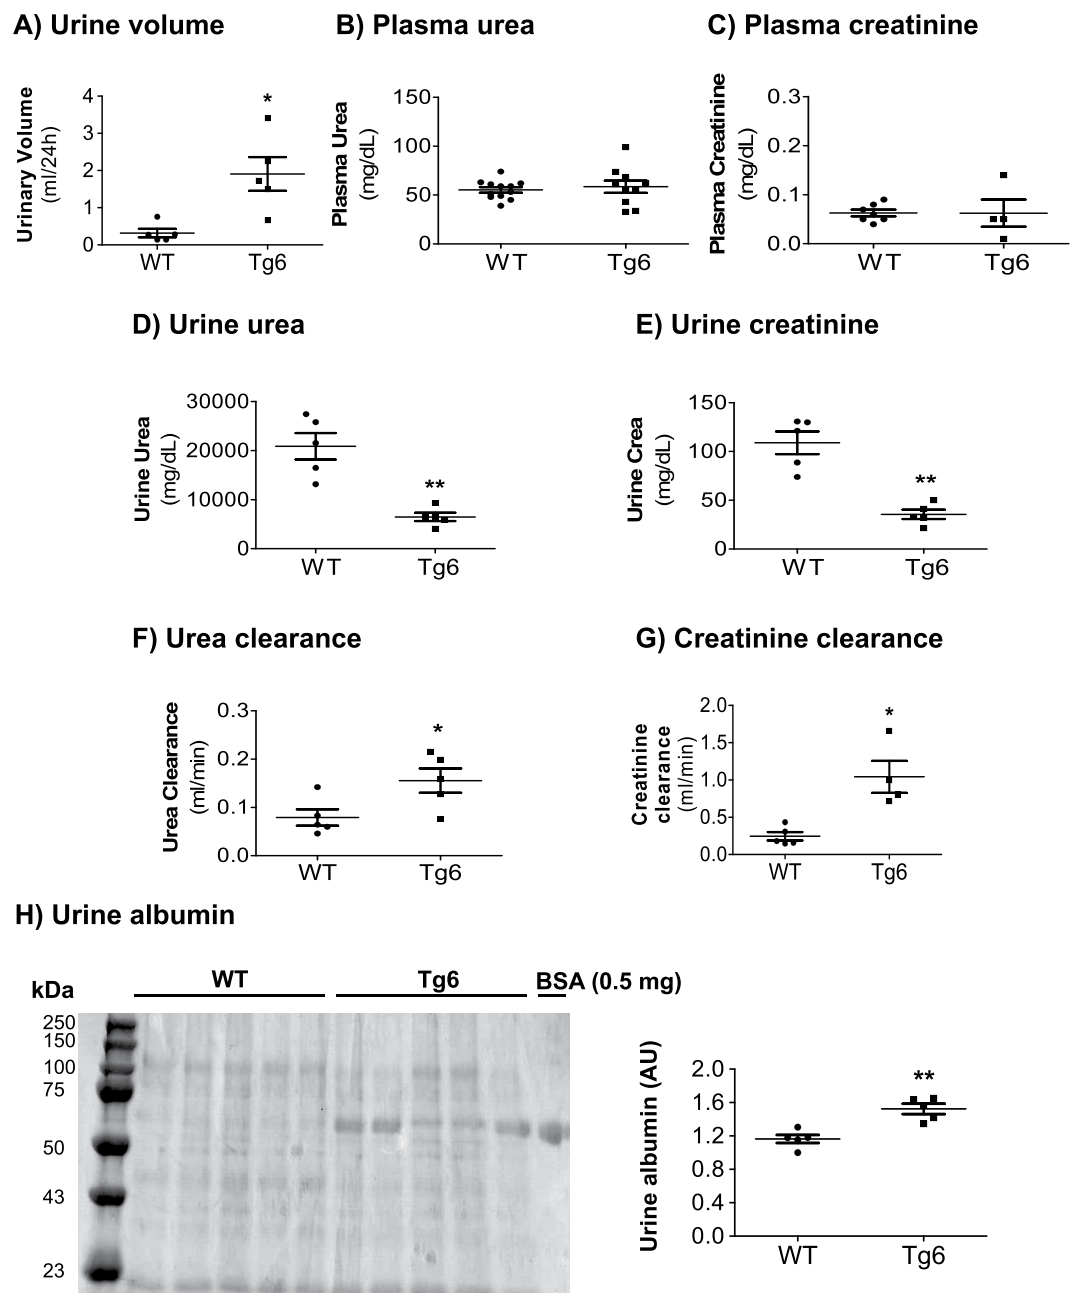 A) Urine volume
B) Plasma urea
C) Plasma creatinine
Urinary Volume
(ml/24h)
4
3
2
1
0
*
WT
Tg6
Plasma Urea
(mg/dL)
150
100
50
0
WT
Tg6
Plasma Creatinine
(mg/dL)
0.3
0.2
0.1
0.0
WT
Tg6
D) Urine urea
E) Urine creatinine
Urine Urea
(mg/dL)
30000
20000
10000
0
**
WT
Tg6
Urine Crea
(mg/dL)
150
100
50
0
**
WT
Tg6
F) Urea clearance
G) Creatinine clearance
Urea Clearance
(ml/min)
0.3
0.2
0.1
0.0
*
WT
Tg6
Creatinine
clearance
(ml/min)
2.0
1.5
1.0
0.5
0.0
*
WT
Tg6
H) Urine albumin
kDa
WT
Tg6
BSA (0.5 mg)
250
150
100
75
50
43
23
Urine albumin (AU)
2.0
1.6
1.2
0.8
0.4
0.0
**
WT
Tg6